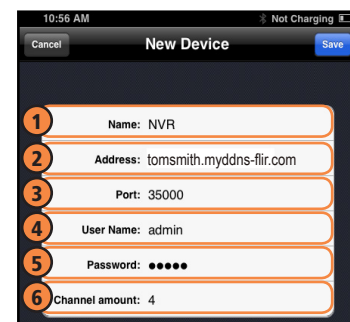 10:56 AM Not Charging
Cancel New Device Save
1 Name: NVR
2 Address: tomsmith.myddns-flir.com
3 Port: 35000
4 User Name: admin
5 Password: ●●●●●
6 Channel amount: 4